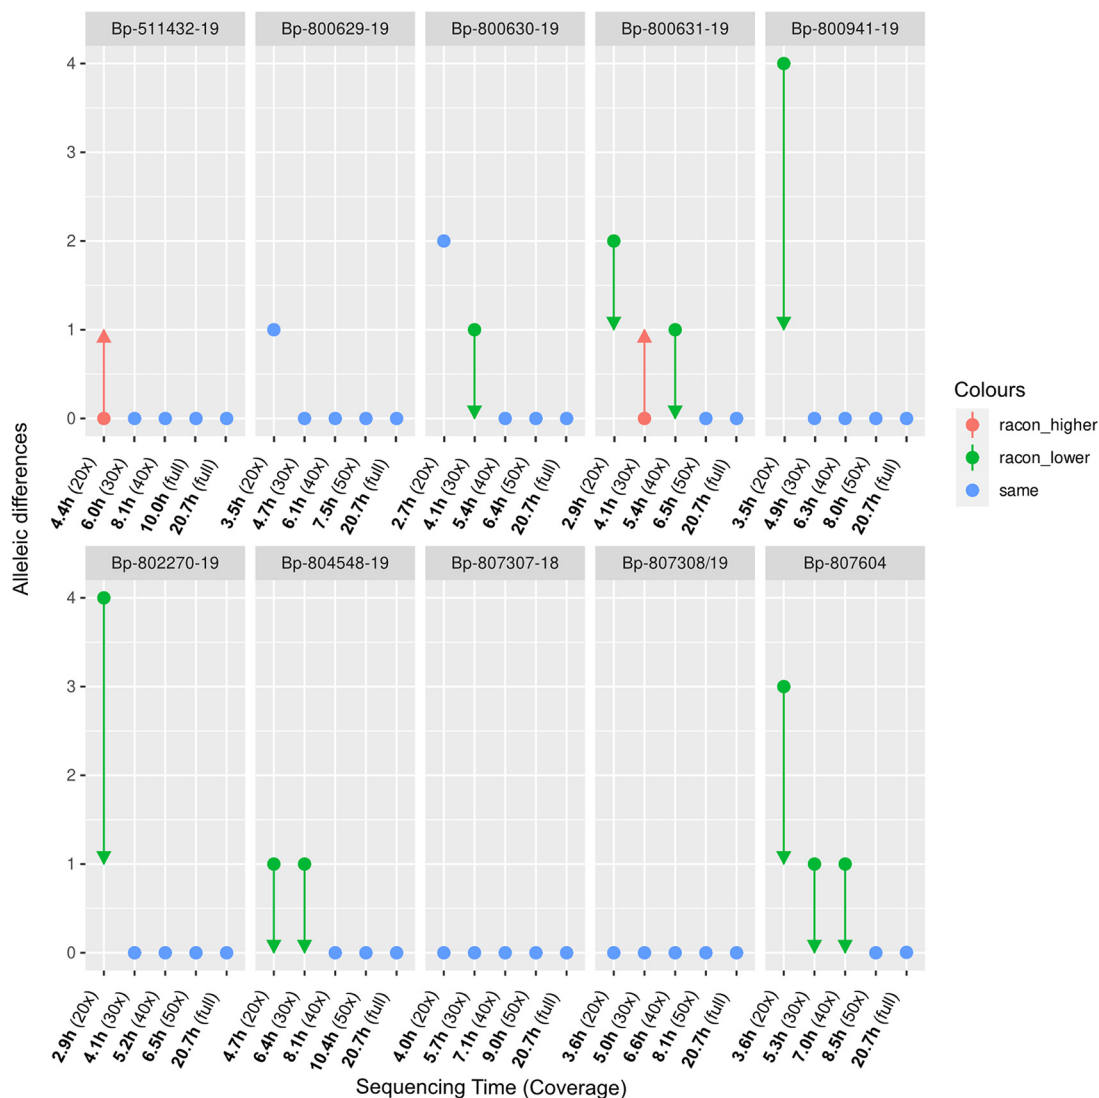 Bp-511432-19 Bp-800629-19 Bp-800630-19 Bp-800631-19 Bp-800941-19
4
3
2
1
0
4.4h (20x) 6.0h (30x) 8.1h (40x) 10.0h (full) 20.7h (full) 3.5h (20x) 4.7h (30x) 6.1h (40x) 7.5h (50x) 20.7h (full) 2.7h (20x) 4.1h (30x) 5.4h (40x) 6.4h (50x) 20.7h (full) 2.9h (20x) 4.1h (30x) 5.4h (40x) 6.5h (50x) 20.7h (full) 3.5h (20x) 4.9h (30x) 6.3h (40x) 8.0h (50x) 20.7h (full)
Alleleic differences
Bp-802270-19 Bp-804548-19 Bp-807307-18 Bp-807308/19 Bp-807604
4
3
2
1
0
2.9h (20x) 4.1h (30x) 5.2h (40x) 6.5h (50x) 20.7h (full) 4.7h (20x) 6.4h (30x) 8.1h (40x) 10.4h (50x) 20.7h (full) 4.0h (20x) 5.7h (30x) 7.1h (40x) 9.0h (50x) 20.7h (full) 3.6h (20x) 5.0h (30x) 6.6h (40x) 8.1h (50x) 20.7h (full) 3.6h (20x) 5.3h (30x) 7.0h (40x) 8.5h (50x) 20.7h (full)
Sequencing Time (Coverage)
Colours
racon_higher
racon_lower
same